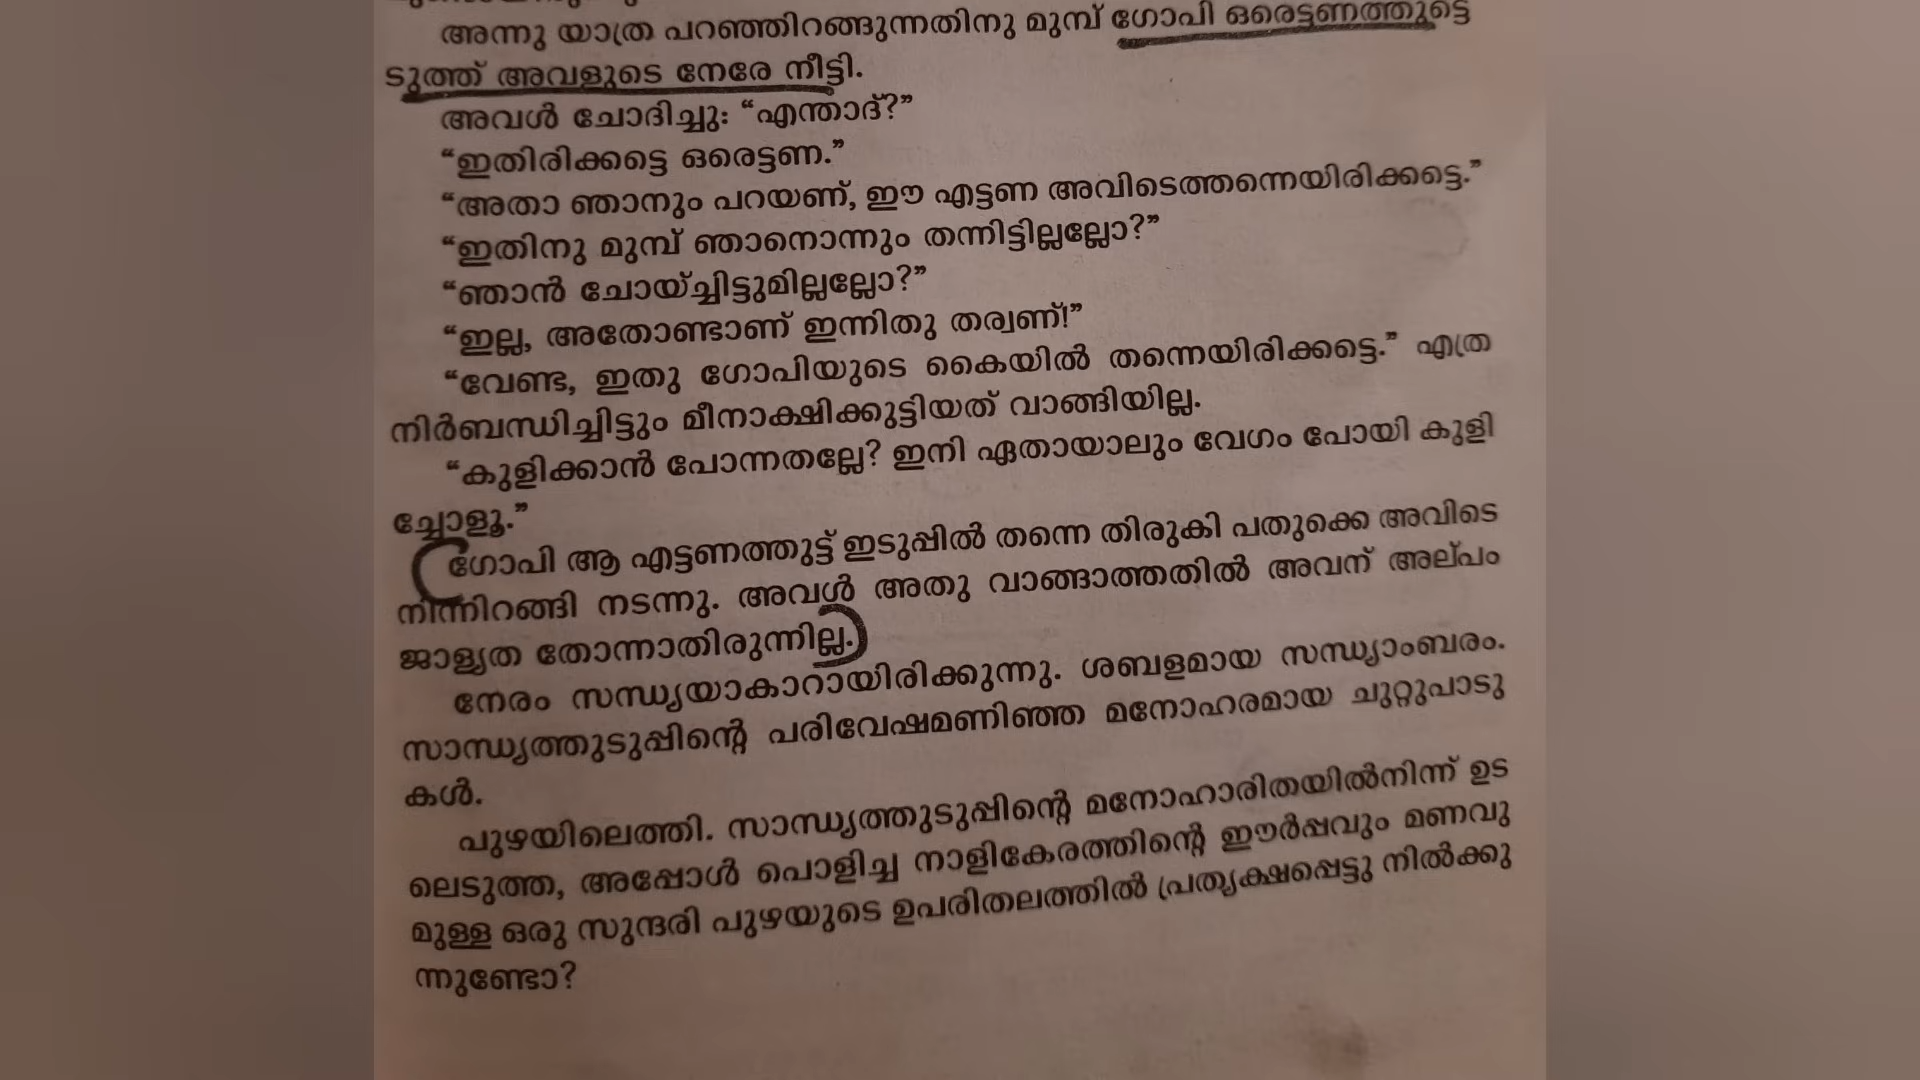 അന്നു യാത്ര പറഞ്ഞിറങ്ങുന്നതിനു മുമ്പ് ഗോപി ഒരെട്ടണത്തുട്ടെ
ടുത്ത് അവളുടെ നേരേ നീട്ടി.
അവൾ ചോദിച്ചു: “എന്താദ്?”
“ഇതിരിക്കട്ടെ ഒരെട്ടണ.”
“അതാ ഞാനും പറയണ്, ഈ എട്ടണ അവിടെത്തന്നെയിരിക്കട്ടെ.”
“ഇതിനു മുമ്പ് ഞാനൊന്നും തന്നിട്ടില്ലല്ലോ?”
“ഞാൻ ചോയ്ച്ചിട്ടുമില്ലല്ലോ?”
“ഇല്ല, അതോണ്ടാണ് ഇന്നിതു തര്വണ്!”
“വേണ്ട, ഇതു ഗോപിയുടെ കൈയിൽ തന്നെയിരിക്കട്ടെ.” എത്ര
നിർബന്ധിച്ചിട്ടും മീനാക്ഷിക്കുട്ടിയത് വാങ്ങിയില്ല.
“കുളിക്കാൻ പോന്നതല്ലേ? ഇനി ഏതായാലും വേഗം പോയി കുളി
ച്ചോളൂ.”
ഗോപി ആ എട്ടണത്തുട്ട് ഇടുപ്പിൽ തന്നെ തിരുകി പതുക്കെ അവിടെ
നിന്നിറങ്ങി നടന്നു. അവൾ അതു വാങ്ങാത്തതിൽ അവന് അല്പം
ജാള്യത തോന്നാതിരുന്നില്ല.
നേരം സന്ധ്യയാകാറായിരിക്കുന്നു. ശബളമായ സന്ധ്യാംബരം.
സാന്ധ്യത്തുടുപ്പിന്റെ പരിവേഷമണിഞ്ഞ മനോഹരമായ ചുറ്റുപാടു
കൾ.
പുഴയിലെത്തി. സാന്ധ്യത്തുടുപ്പിന്റെ മനോഹാരിതയിൽനിന്ന് ഉട
ലെടുത്ത, അപ്പോൾ പൊളിച്ച നാളികേരത്തിന്റെ ഈർപ്പവും മണവു
മുള്ള ഒരു സുന്ദരി പുഴയുടെ ഉപരിതലത്തിൽ പ്രത്യക്ഷപ്പെട്ടു നിൽക്കു
ന്നുണ്ടോ?